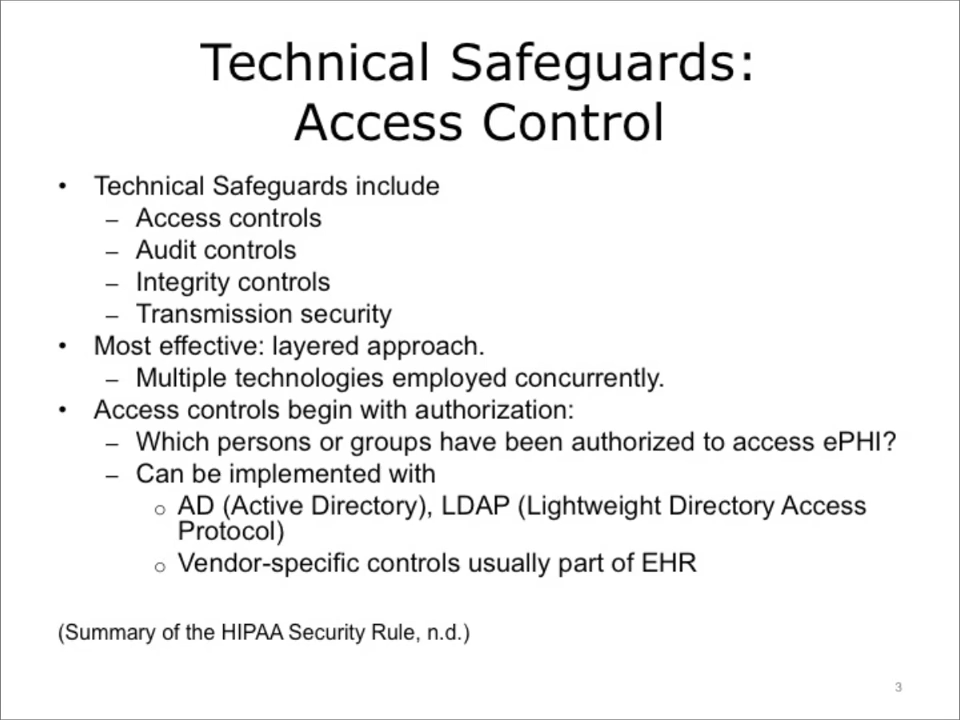 Technical Safeguards:
Access Control
• Technical Safeguards include
– Access controls
– Audit controls
– Integrity controls
– Transmission security
• Most effective: layered approach.
– Multiple technologies employed concurrently.
• Access controls begin with authorization:
– Which persons or groups have been authorized to access ePHI?
– Can be implemented with
o AD (Active Directory), LDAP (Lightweight Directory Access
Protocol)
o Vendor-specific controls usually part of EHR
(Summary of the HIPAA Security Rule, n.d.)
3